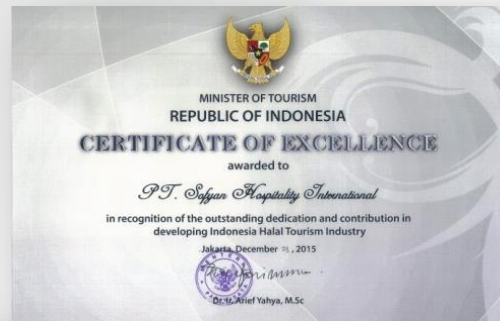 MINISTER OF TOURISM
REPUBLIC OF INDONESIA
CERTIFICATE OF EXCELLENCE
awarded to
PT. Sofyan Hospitality International
in recognition of the outstanding dedication and contribution in
developing Indonesia Halal Tourism Industry
Jakarta, December , 2015
Dr. Ir. Arief Yahya, M.Sc